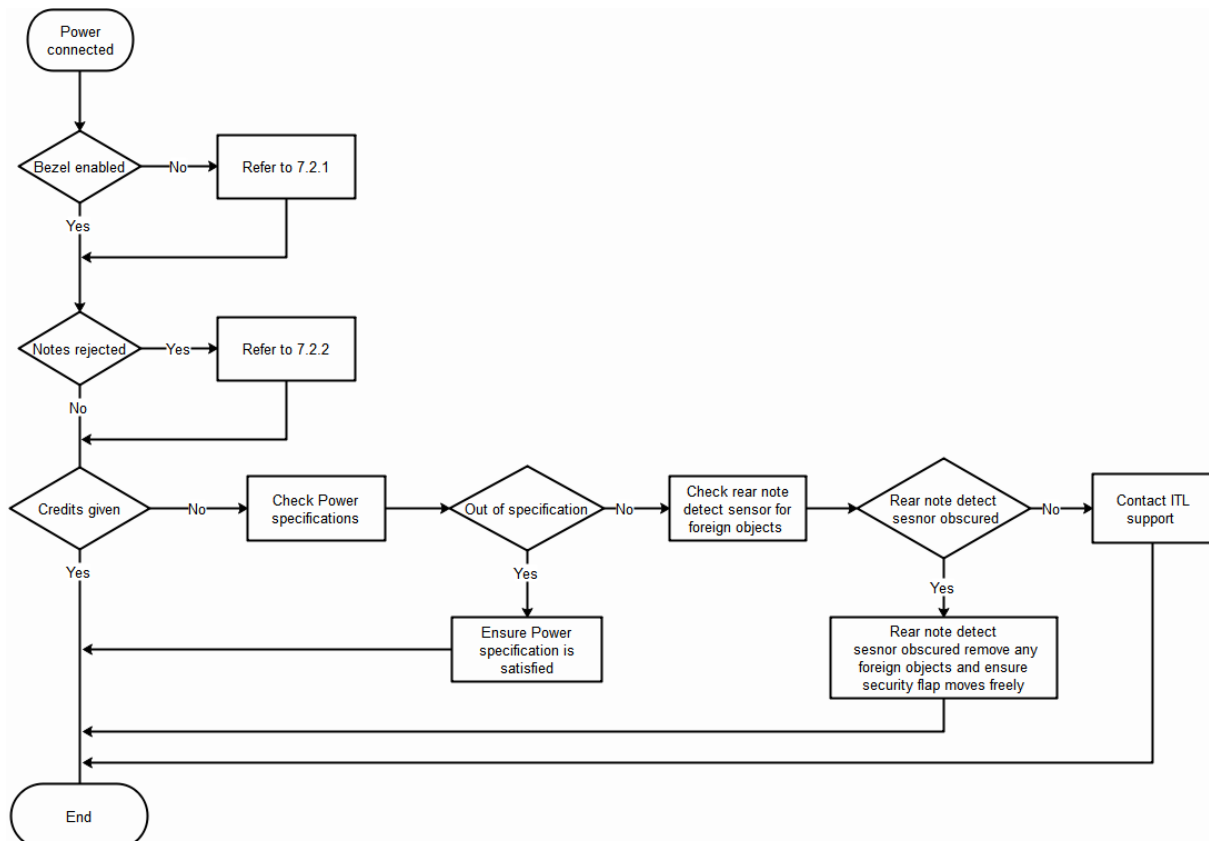 Power
connected
Bezel enabled
No
Refer to 7.2.1
Yes
Notes rejected
Yes
Refer to 7.2.2
No
Credits given
No
Check Power
specifications
Out of specification
No
Check rear note
detect sensor for
foreign objects
Rear note detect
sesnor obscured
No
Contact ITL
support
Yes
Yes
Yes
Ensure Power
specification is
satisfied
Rear note detect
sesnor obscured remove any
foreign objects and ensure
security flap moves freely
End